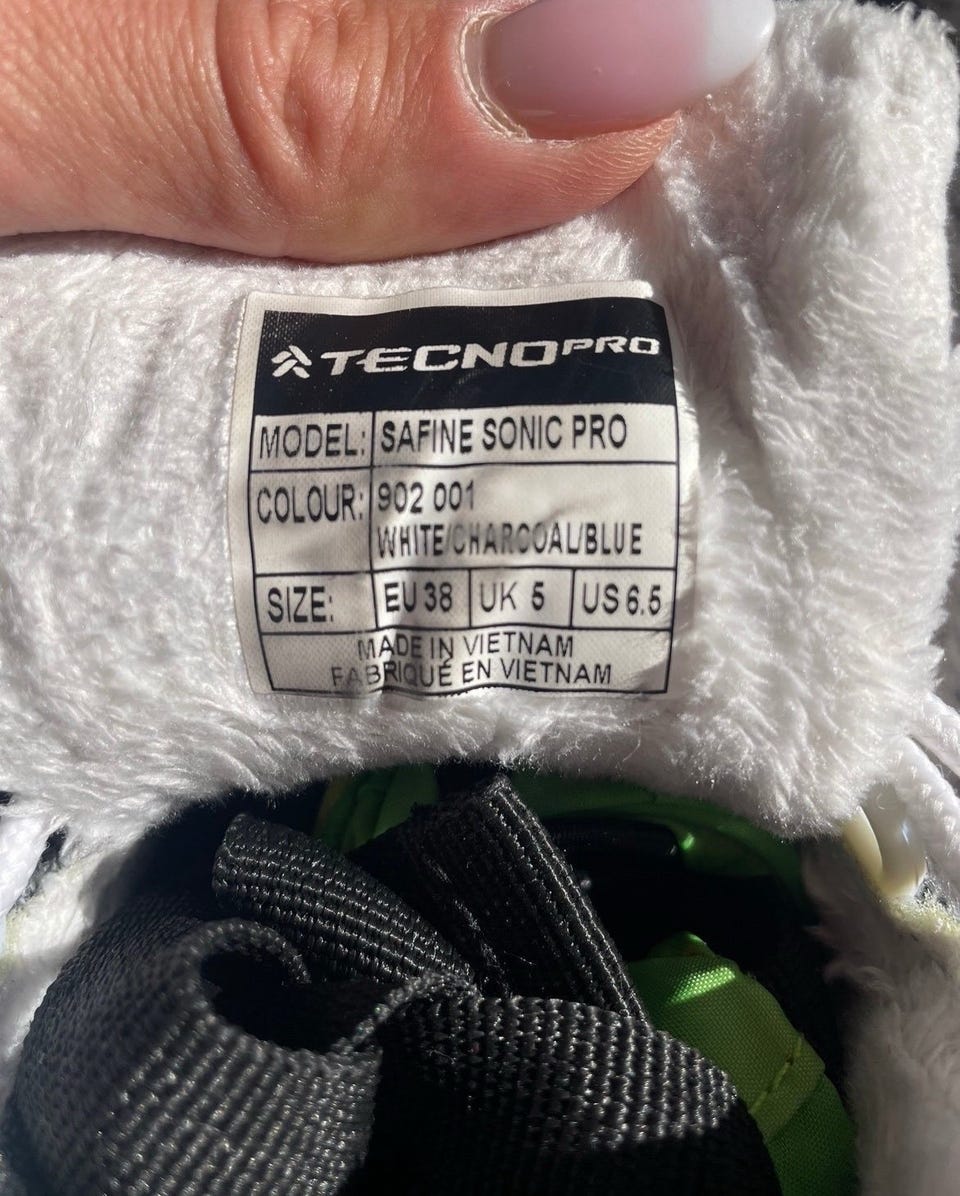 TECNOPRO
MODEL: SAFINE SONIC PRO
COLOUR: 902 001
WHITE/CHARCOAL/BLUE
SIZE: EU 38 UK 5 US 6.5
MADE IN VIETNAM
FABRIQUÉ EN VIETNAM